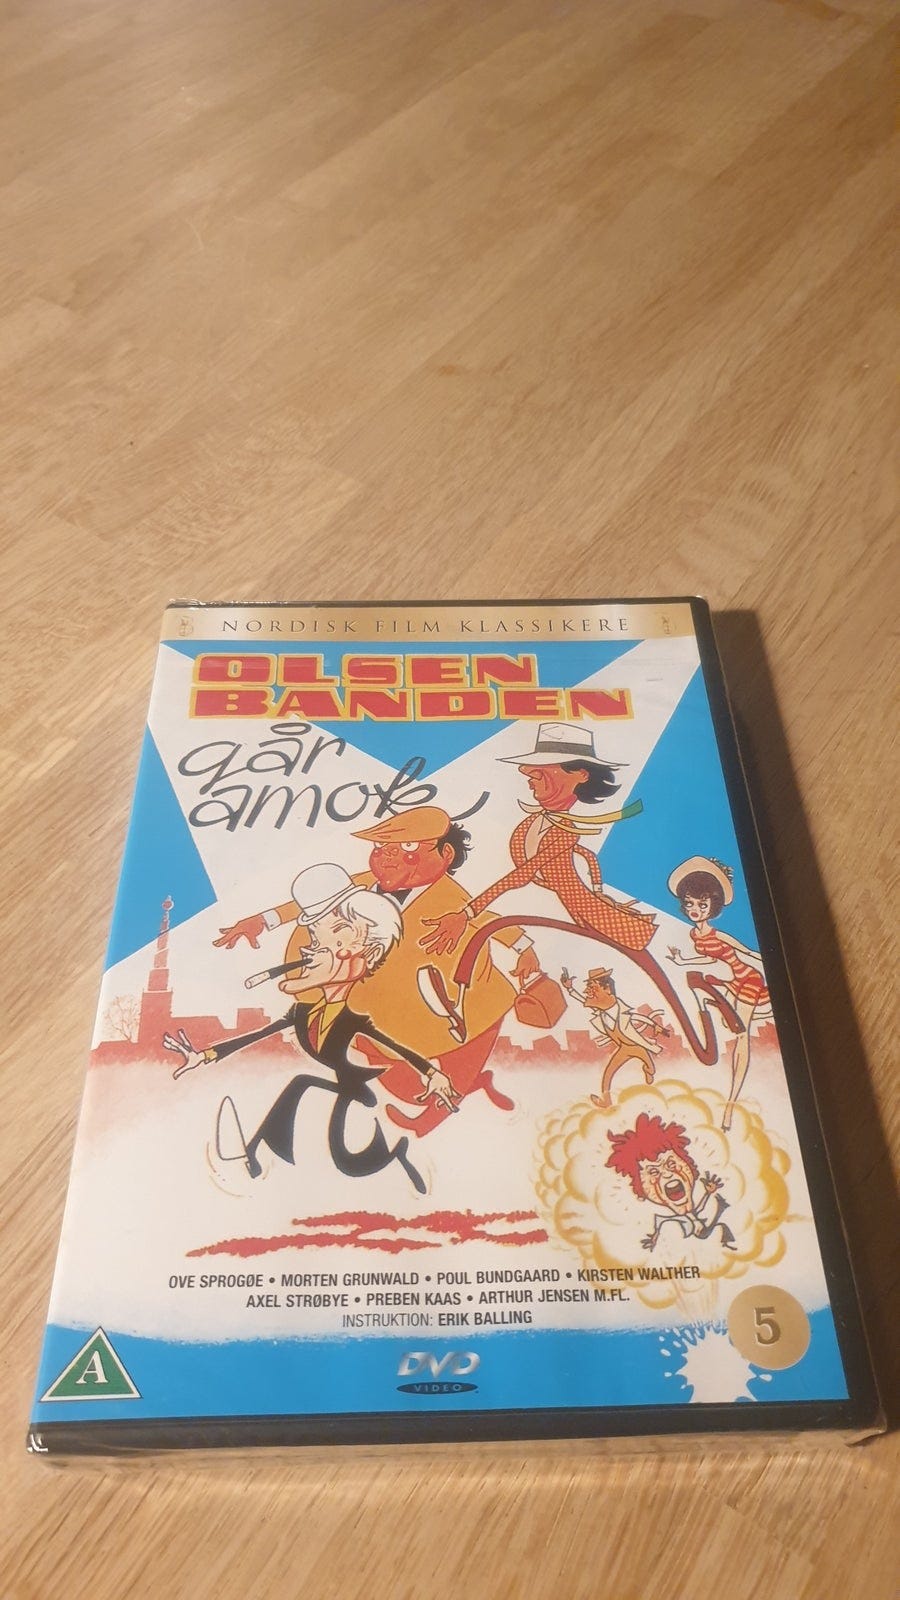 NORDISK FILM KLASSIKERE
OLSEN
BANDEN
går
amok
OVE SPROGØE • MORTEN GRUNWALD • POUL BUNDGAARD • KIRSTEN WALTHER
AXEL STRØBYE • PREBEN KAAS • ARTHUR JENSEN M.FL.
INSTRUKTION: ERIK BALLING
5
A
DVD
VIDEO